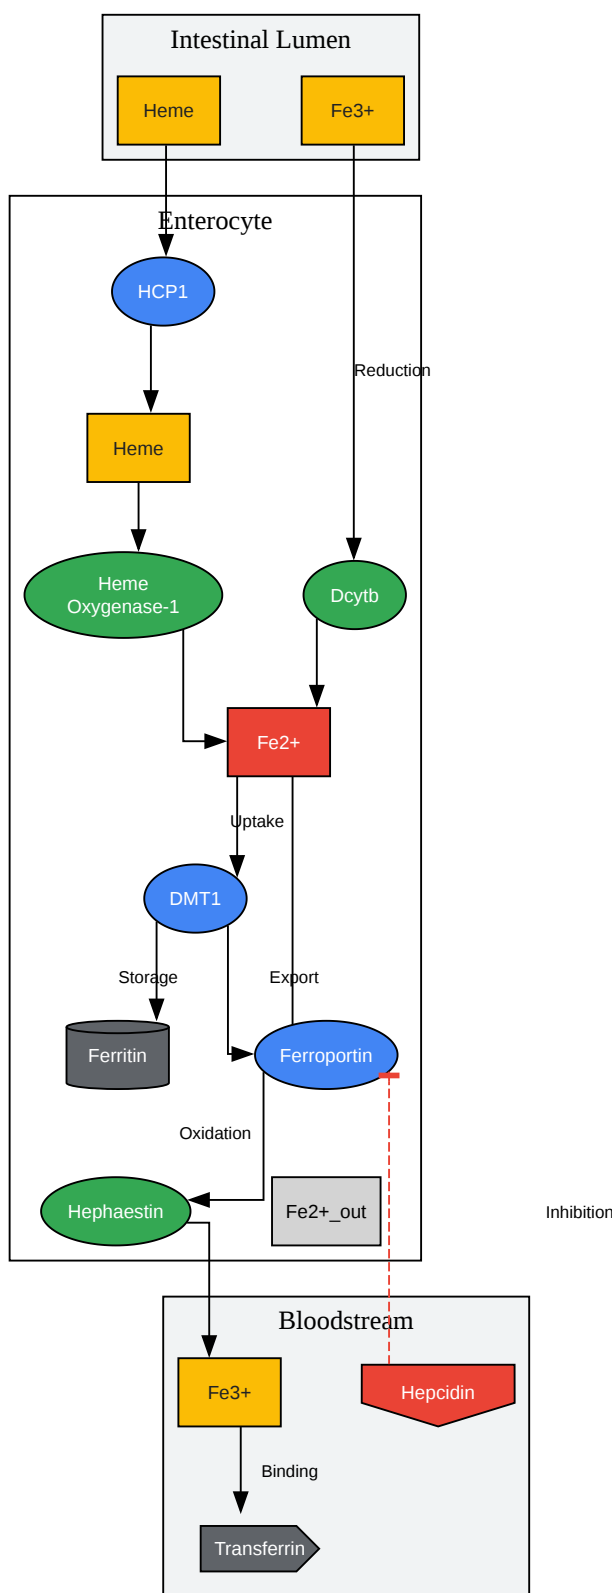 Intestinal Lumen
Heme
Fe3+
Enterocyte
HCP1
Reduction
Heme
Heme
Oxygenase-1
Dcytb
Fe2+
Uptake
DMT1
Storage
Export
Ferritin
Ferroportin
Oxidation
Hephaestin
Fe2+_out
Inhibition
Bloodstream
Fe3+
Hepcidin
Binding
Transferrin